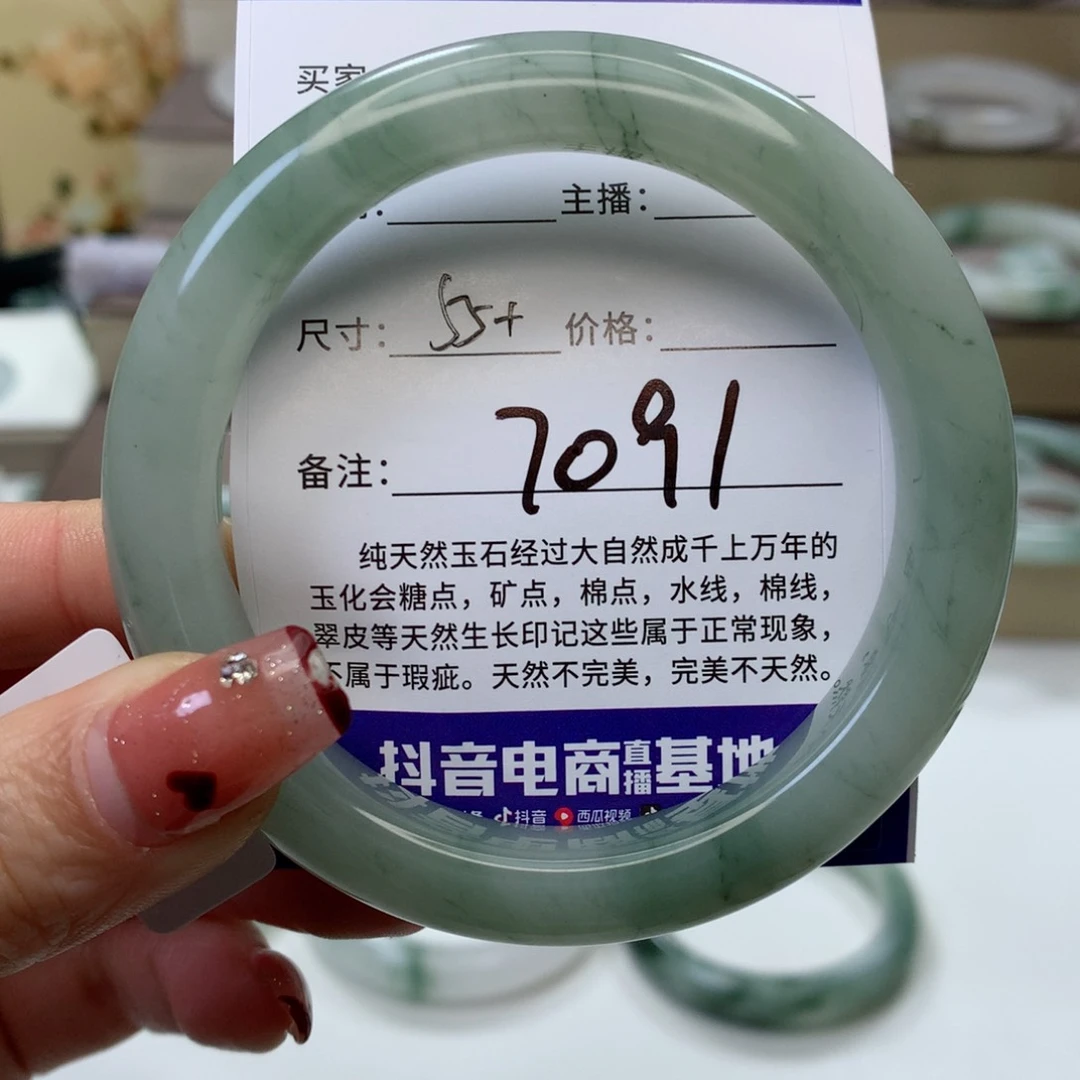 买家
主播：
尺寸：55+ 价格：
备注：7091
纯天然玉石经过大自然成千上万年的
玉化会糖点，矿点，棉点，水线，棉线，
翠皮等天然生长印记这些属于正常现象，
不属于瑕疵。天然不完美，完美不天然。
抖音电商直播基地
抖音 西瓜视频